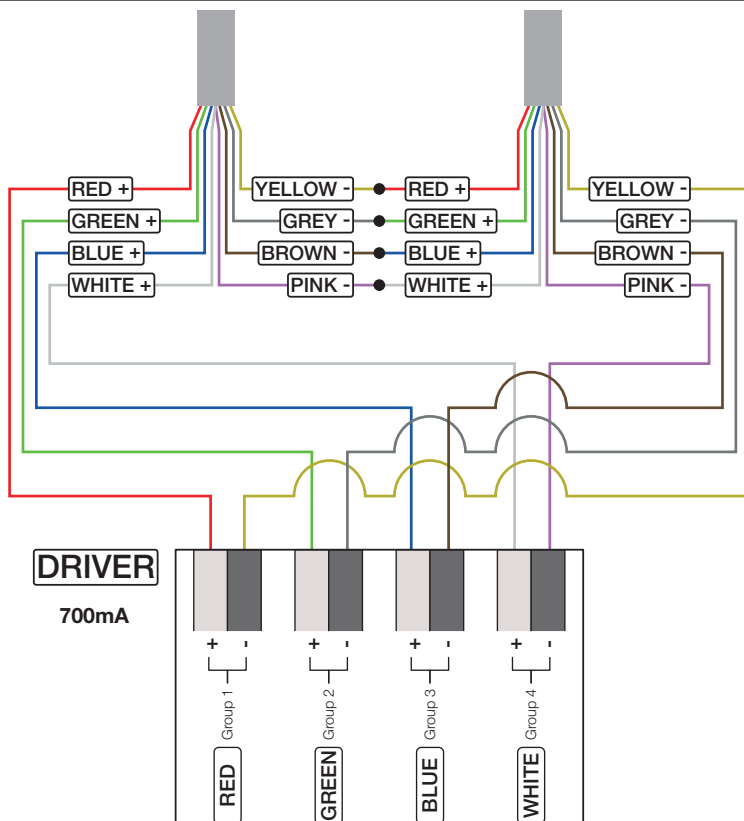 RED + YELLOW - RED + YELLOW -
GREEN + GREY - GREEN + GREY -
BLUE + BROWN - BLUE + BROWN -
WHITE + PINK - WHITE + PINK -
DRIVER
700mA
+ - + - + - + -
Group 1 Group 2 Group 3 Group 4
RED GREEN BLUE WHITE